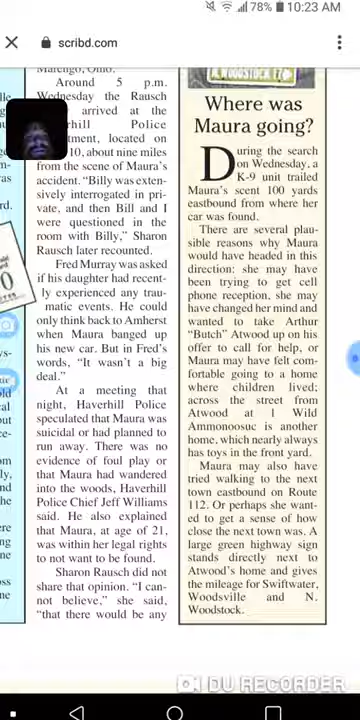 78% 10:23 AM
scribd.com
Marengo, Ohio.
Around 5 p.m.
Wednesday the Rausch
arrived at the
Police
located on
10, about nine miles
from the scene of Maura's
accident. "Billy was exten-
sively interrogated in pri-
vate, and then Bill and I
were questioned in the
room with Billy," Sharon
Rausch later recounted.
Fred Murray was asked
if his daughter had recent-
ly experienced any trau-
matic events. He could
only think back to Amherst
when Maura banged up
his new car. But in Fred's
words, "It wasn't a big
deal."
At a meeting that
night, Haverhill Police
speculated that Maura was
suicidal or had planned to
run away. There was no
evidence of foul play or
that Maura had wandered
into the woods, Haverhill
Police Chief Jeff Williams
said. He also explained
that Maura, at age of 21,
was within her legal rights
to not want to be found.
Sharon Rausch did not
share that opinion. "I can-
not believe," she said,
"that there would be any
Where was
Maura going?
During the search
on Wednesday, a
K-9 unit trailed
Maura's scent 100 yards
eastbound from where her
car was found.
There are several plau-
sible reasons why Maura
would have headed in this
direction: she may have
been trying to get cell
phone reception, she may
have changed her mind and
wanted to take Arthur
"Butch" Atwood up on his
offer to call for help, or
Maura may have felt com-
fortable going to a home
where children lived;
across the street from
Atwood at 1 Wild
Ammonoosuc is another
home, which nearly always
has toys in the front yard.
Maura may also have
tried walking to the next
town eastbound on Route
112. Or perhaps she want-
ed to get a sense of how
close the next town was. A
large green highway sign
stands directly next to
Atwood's home and gives
the mileage for Swiftwater,
Woodsville and N.
Woodstock.
DU RECORDER